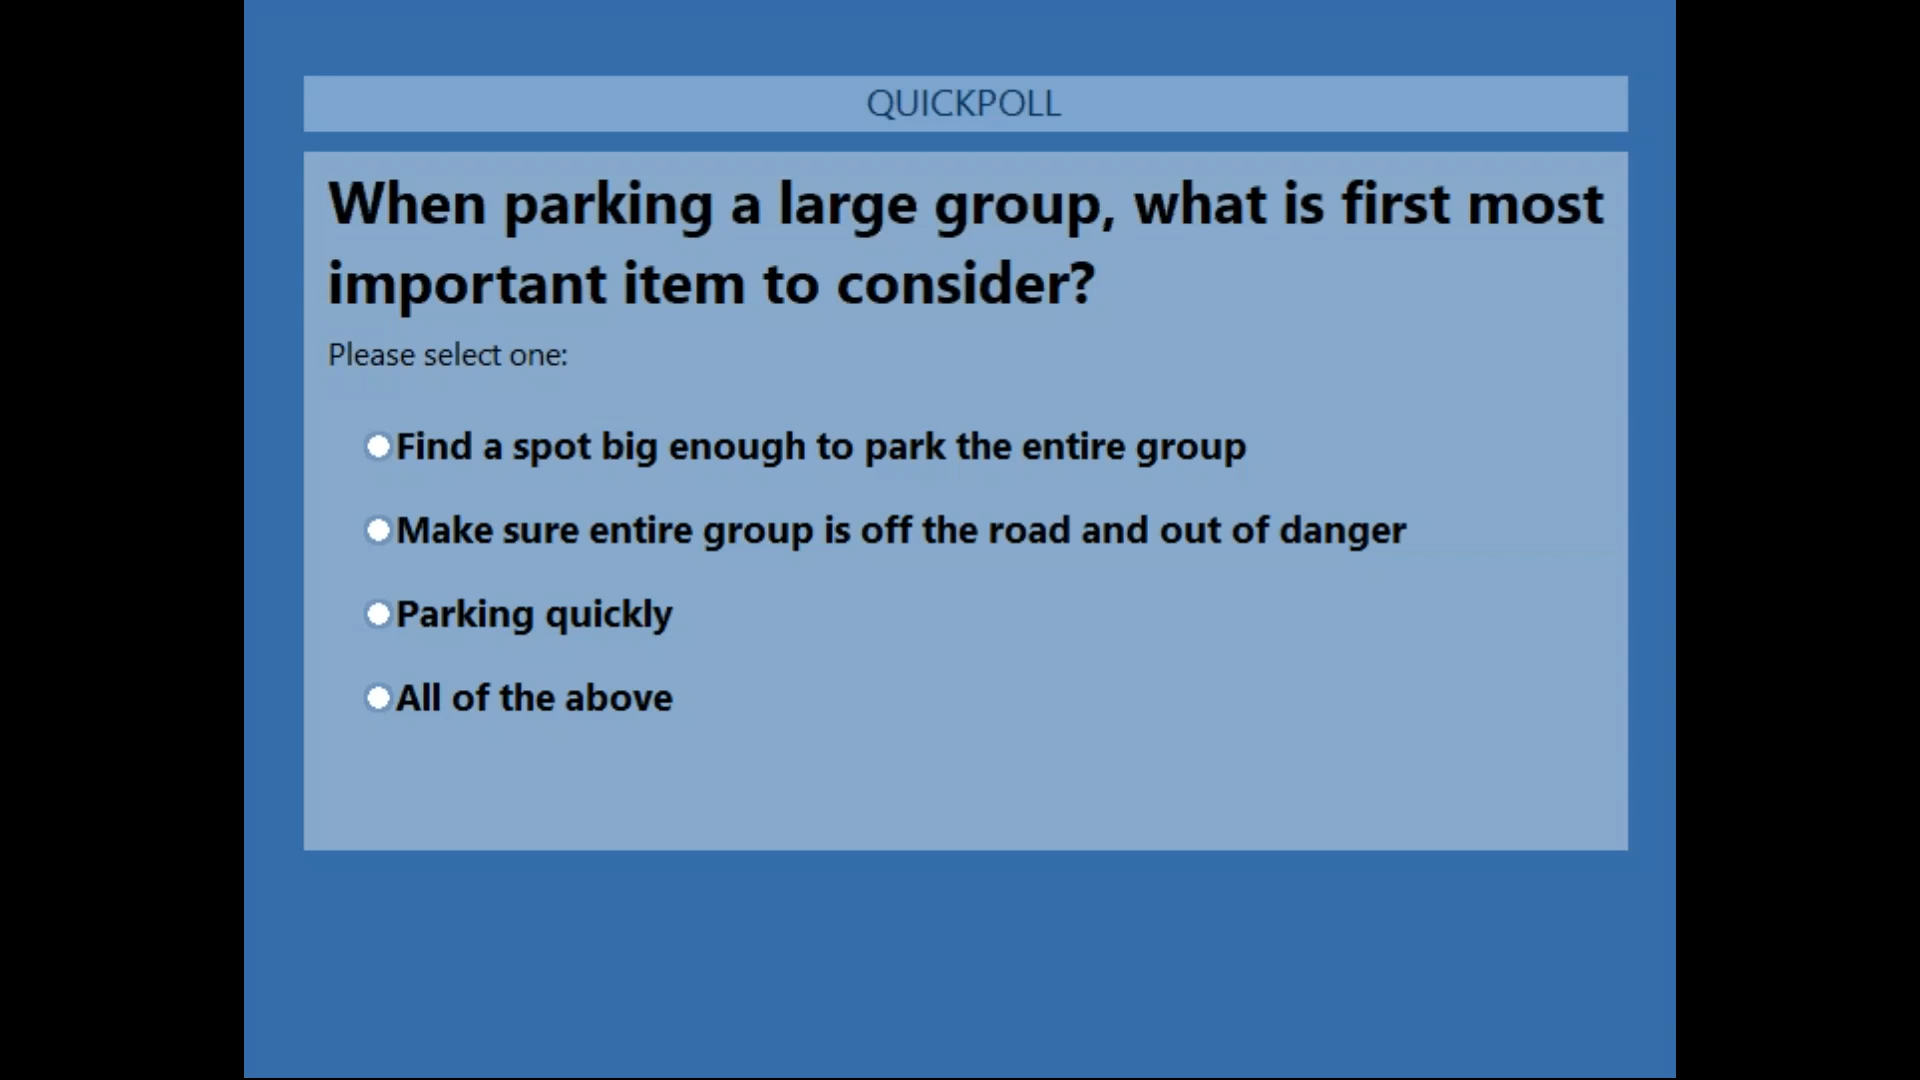 QUICKPOLL
When parking a large group, what is first most
important item to consider?
Please select one:
Find a spot big enough to park the entire group
Make sure entire group is off the road and out of danger
Parking quickly
All of the above